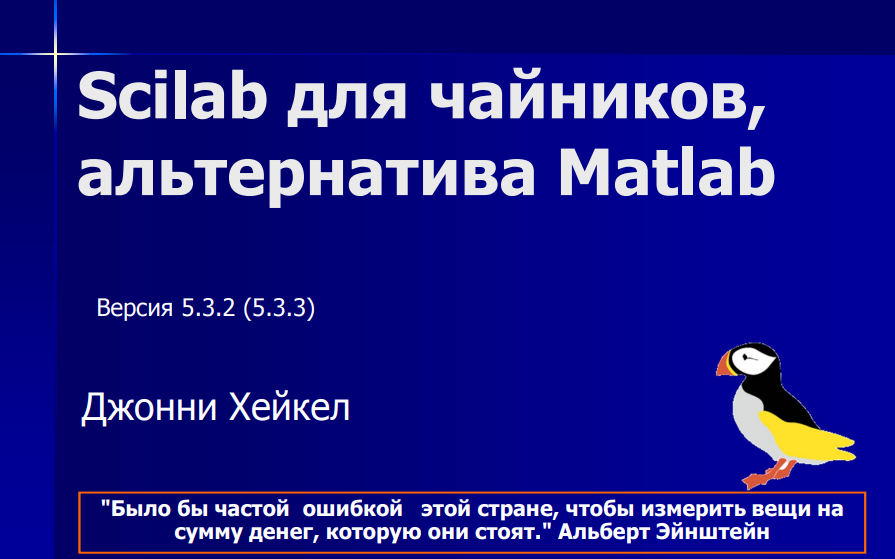 Scilab для чайников,
альтернатива Matlab
Версия 5.3.2 (5.3.3)
Джонни Хейкел
"Было бы частой ошибкой этой стране, чтобы измерить вещи на
сумму денег, которую они стоят." Альберт Эйнштейн